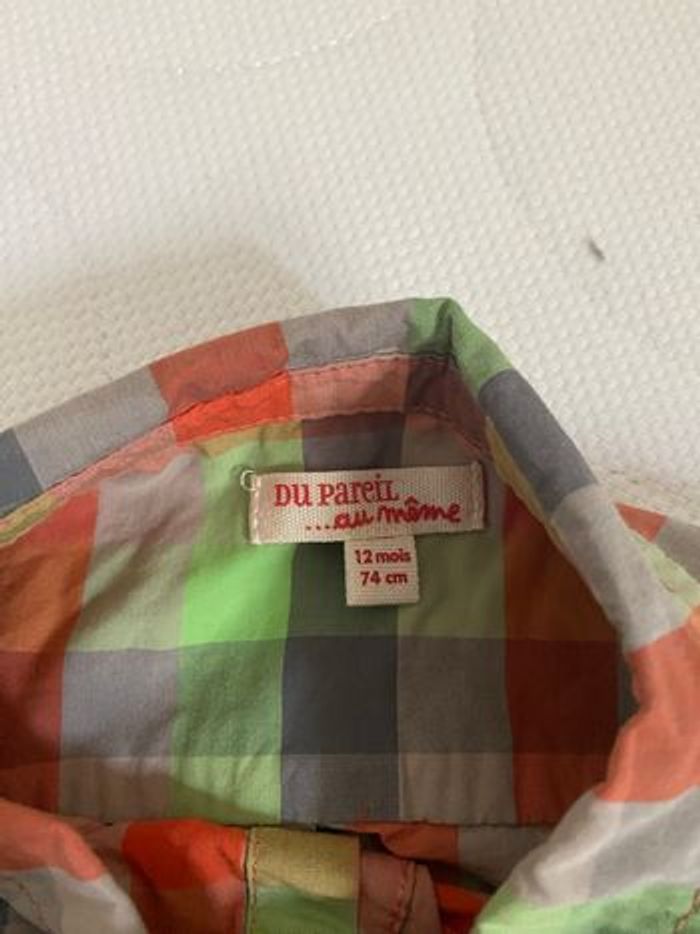 DU PAREIL
...au même
12 mois
74 cm